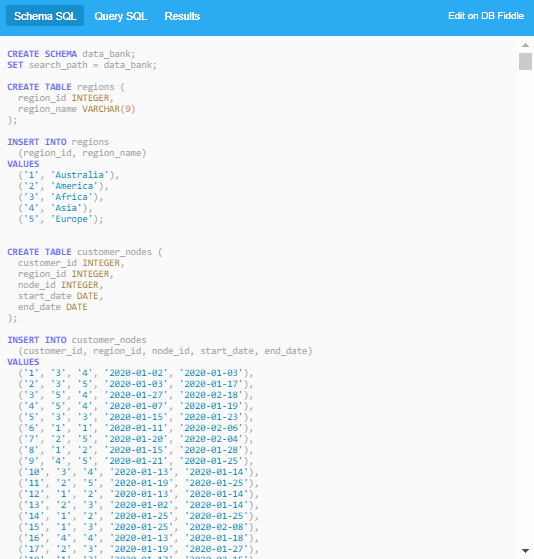 Schema SQL Query SQL Results Edit on DB Fiddle
CREATE SCHEMA data_bank;
SET search_path = data_bank;
CREATE TABLE regions (
region_id INTEGER,
region_name VARCHAR(9)
);
INSERT INTO regions
(region_id, region_name)
VALUES
('1', 'Australia'),
('2', 'America'),
('3', 'Africa'),
('4', 'Asia'),
('5', 'Europe');
CREATE TABLE customer_nodes (
customer_id INTEGER,
region_id INTEGER,
node_id INTEGER,
start_date DATE,
end_date DATE
);
INSERT INTO customer_nodes
(customer_id, region_id, node_id, start_date, end_date)
VALUES
('1', '3', '4', '2020-01-02', '2020-01-03'),
('2', '3', '5', '2020-01-03', '2020-01-17'),
('3', '5', '4', '2020-01-27', '2020-02-18'),
('4', '5', '4', '2020-01-07', '2020-01-19'),
('5', '3', '3', '2020-01-15', '2020-01-23'),
('6', '1', '1', '2020-01-11', '2020-02-06'),
('7', '2', '5', '2020-01-20', '2020-02-04'),
('8', '1', '2', '2020-01-15', '2020-01-28'),
('9', '4', '5', '2020-01-21', '2020-01-25'),
('10', '3', '4', '2020-01-13', '2020-01-14'),
('11', '2', '5', '2020-01-19', '2020-01-25'),
('12', '1', '2', '2020-01-13', '2020-01-14'),
('13', '2', '3', '2020-01-02', '2020-01-14'),
('14', '1', '2', '2020-01-25', '2020-01-25'),
('15', '1', '3', '2020-01-25', '2020-02-08'),
('16', '4', '4', '2020-01-13', '2020-01-18'),
('17', '2', '3', '2020-01-19', '2020-01-27'),